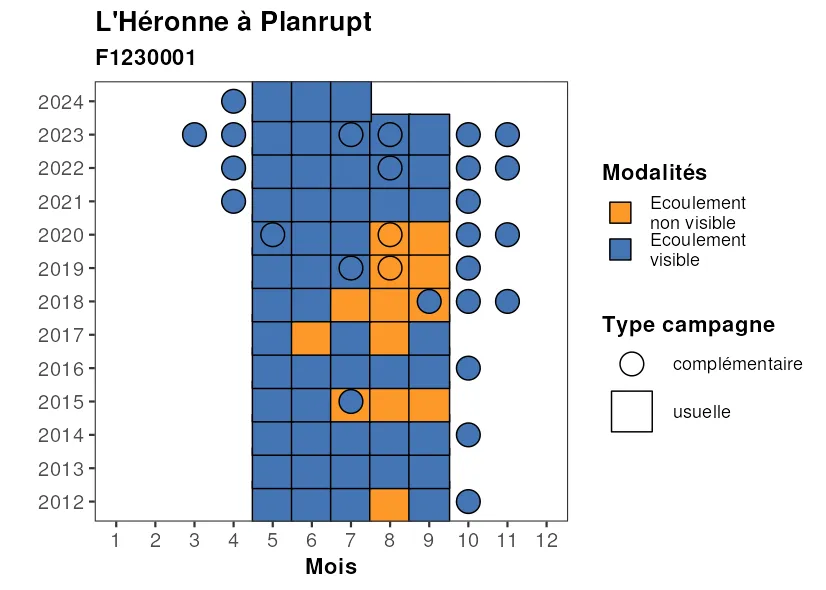 L'Héronne à Planrupt
F1230001
2024
2023
2022
2021
2020
2019
2018
2017
2016
2015
2014
2013
2012
1 2 3 4 5 6 7 8 9 10 11 12
Mois
Modalités
Ecoulement
non visible
Ecoulement
visible
Type campagne
complémentaire
usuelle